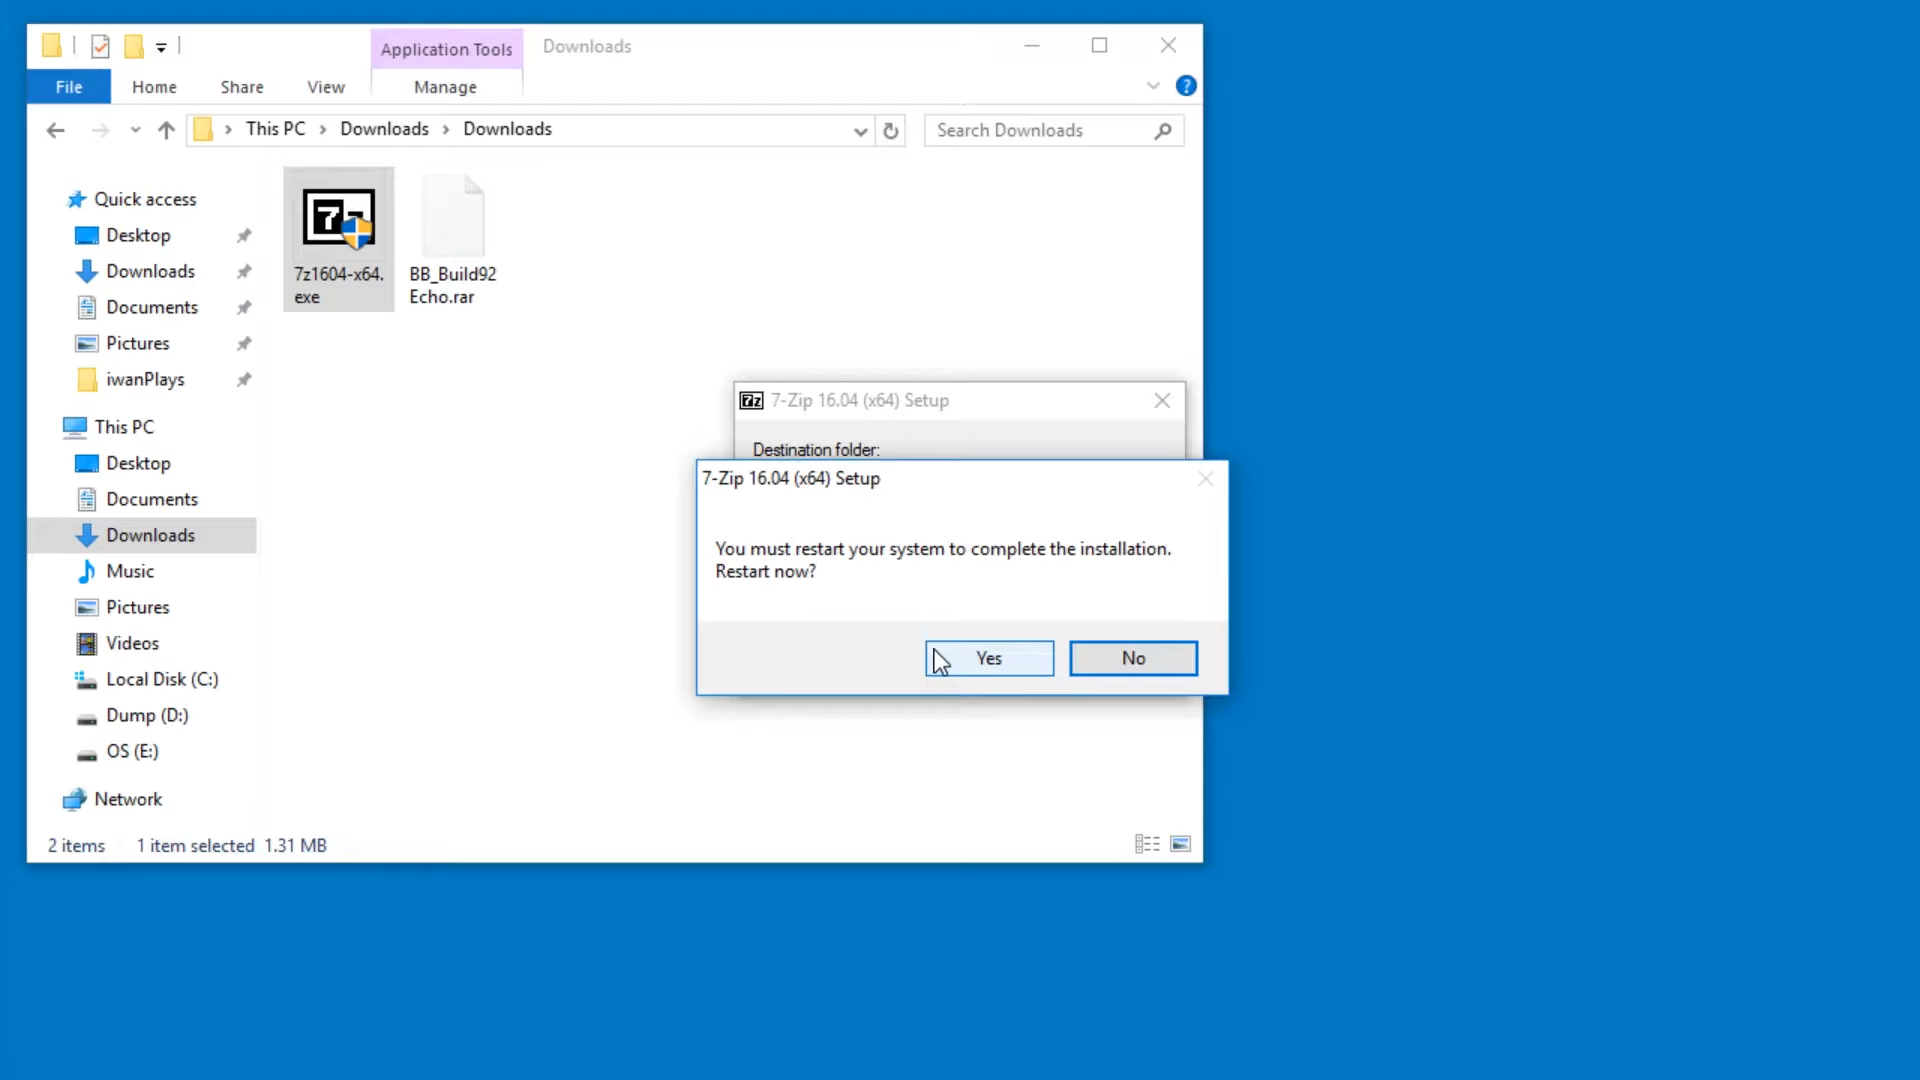 Application Tools
Downloads
File
Home
Share
View
Manage
?
This PC > Downloads > Downloads
Search Downloads
Quick access
Desktop
Downloads
Documents
Pictures
iwanPlays
This PC
Desktop
Documents
Downloads
Music
Pictures
Videos
Local Disk (C:)
Dump (D:)
OS (E:)
Network
7z1604-x64.
exe
BB_Build92
Echo.rar
7z
7-Zip 16.04 (x64) Setup
Destination folder:
7-Zip 16.04 (x64) Setup
You must restart your system to complete the installation.
Restart now?
Yes
No
2 items
1 item selected 1.31 MB